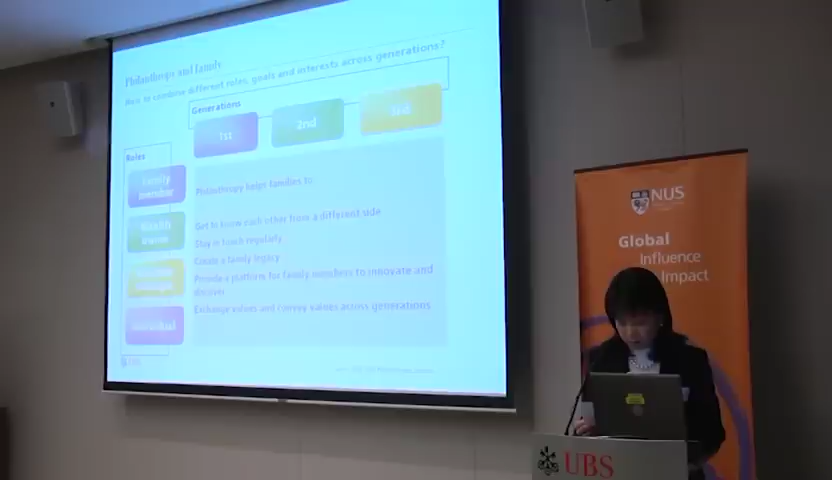 Philanthropy and family
How to combine different roles, goals and interests across generations?
Generations
1st
2nd
3rd
Roles
Family
member
Philanthropy helps families to:
Wealth
owner
Get to know each other from a different side
Stay in touch regularly
Create a family legacy
Provide a platform for family members to innovate and
discover
Individual
Exchange values and convey values across generations
NUS
Global
Influence
Impact
UBS